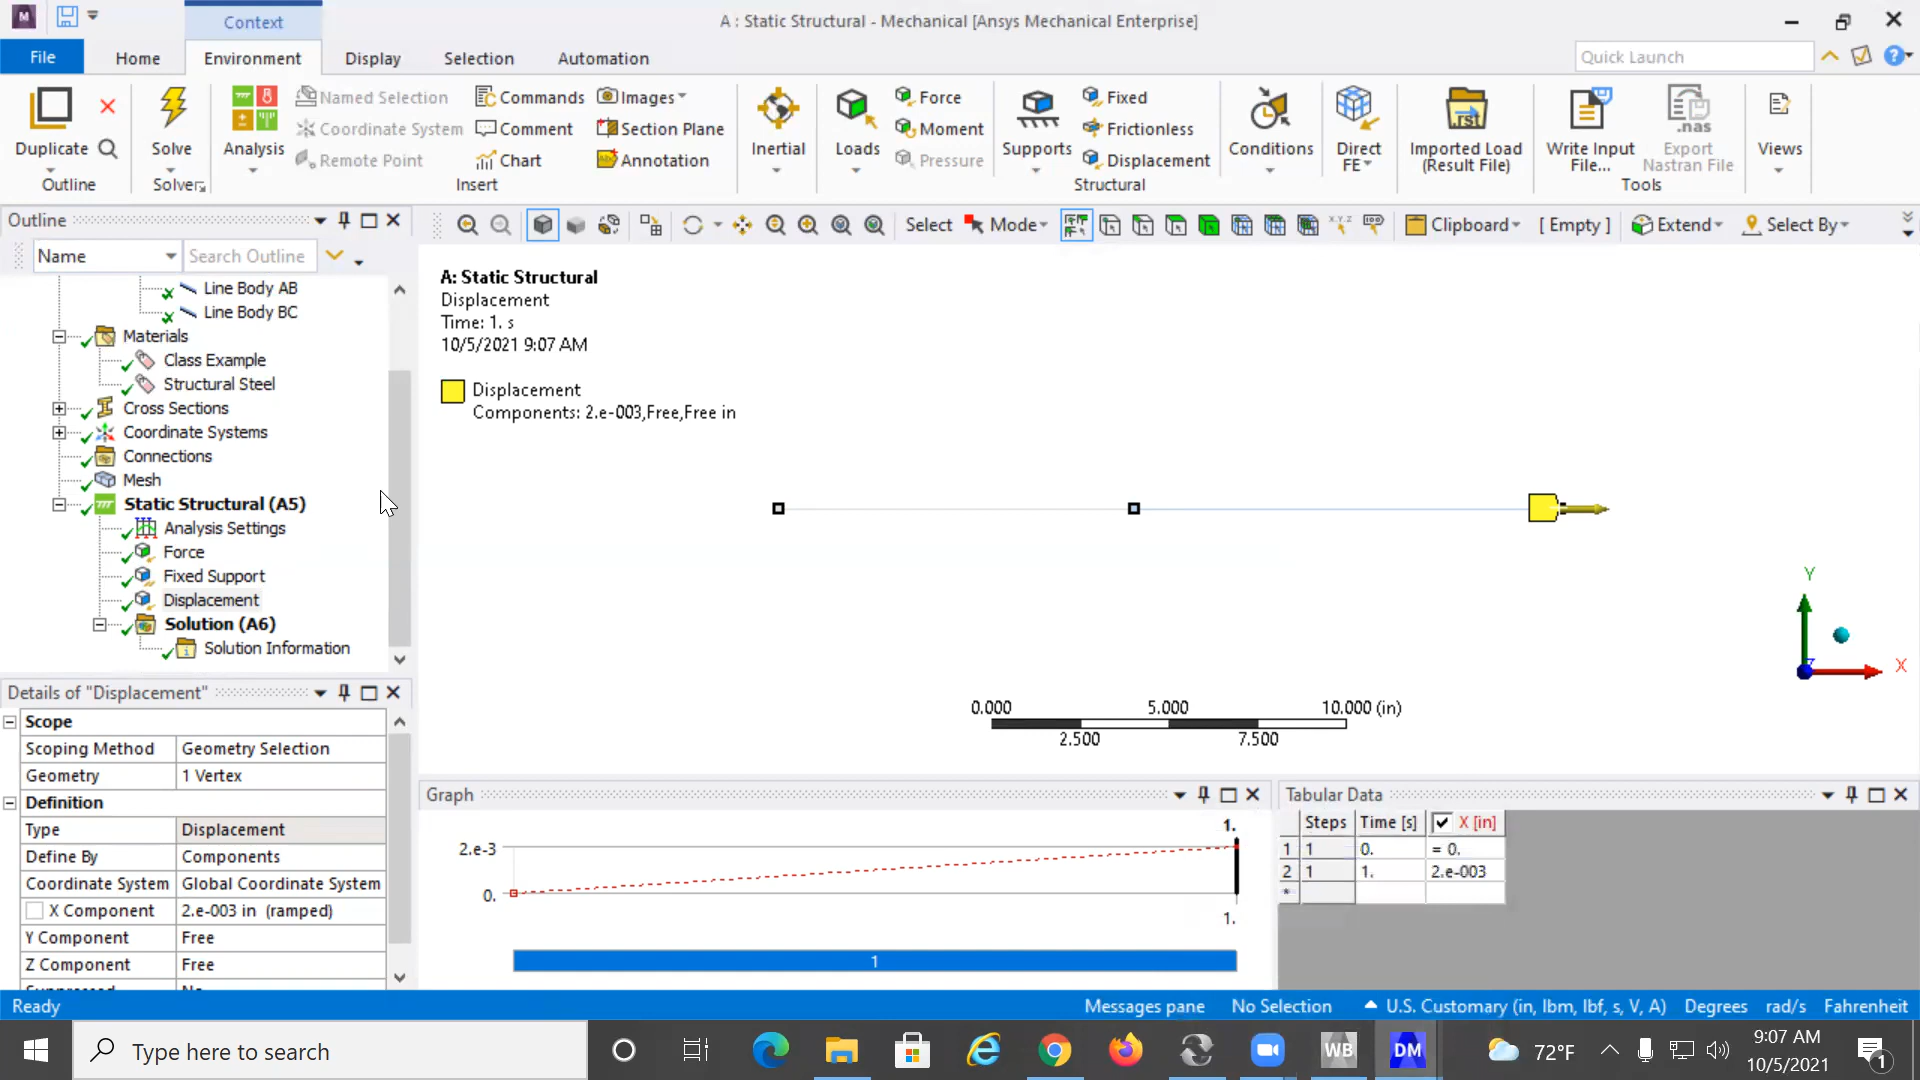 M
Context
A : Static Structural - Mechanical [Ansys Mechanical Enterprise]
File
Home
Environment
Display
Selection
Automation
Quick Launch
Duplicate
Outline
Solve
Solver
Analysis
Named Selection
Coordinate System
Remote Point
Commands
Comment
Chart
Images
Section Plane
Annotation
Insert
Inertial
Loads
Force
Moment
Pressure
Supports
Fixed
Frictionless
Displacement
Structural
Conditions
Direct
FE
.rst
Imported Load
(Result File)
Write Input
File...
.nas
Export
Nastran File
Tools
Views
Outline
Name
Search Outline
Line Body AB
Line Body BC
Materials
Class Example
Structural Steel
Cross Sections
Coordinate Systems
Connections
Mesh
Static Structural (A5)
Analysis Settings
Force
Fixed Support
Displacement
Solution (A6)
Solution Information
Select
Mode
Clipboard
[ Empty ]
Extend
Select By
A: Static Structural
Displacement
Time: 1. s
10/5/2021 9:07 AM
Displacement
Components: 2.e-003,Free,Free in
Y
Z
X
0.000 5.000 10.000 (in)
2.500 7.500
Details of "Displacement"
Scope
Scoping Method Geometry Selection
Geometry 1 Vertex
Definition
Type Displacement
Define By Components
Coordinate System Global Coordinate System
X Component 2.e-003 in (ramped)
Y Component Free
Z Component Free
Suppressed No
Graph
1.
2.e-3
0.
1.
1
Tabular Data
Steps Time [s] X [in]
1 1 0. = 0.
2 1 1. 2.e-003
*
Ready
Messages pane
No Selection
U.S. Customary (in, lbm, lbf, s, V, A)
Degrees
rad/s
Fahrenheit
Type here to search
WB
DM
72°F
9:07 AM
10/5/2021
1